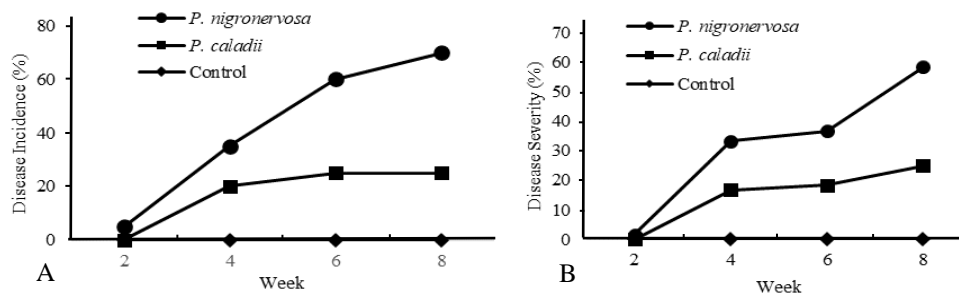 P. nigronervosa
P. caladii
Control
80
60
40
20
0
Disease Incidence (%)
2 4 6 8
Week
A
P. nigronervosa
P. caladii
Control
70
60
50
40
30
20
10
0
Disease Severity (%)
2 4 6 8
Week
B